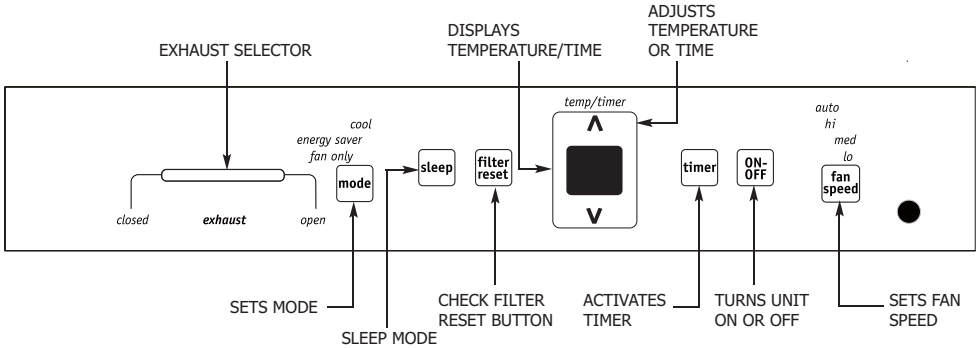 ADJUSTS
TEMPERATURE
OR TIME
DISPLAYS
TEMPERATURE/TIME
EXHAUST SELECTOR
temp/timer
∧
∨
cool
energy saver
fan only
mode
sleep
filter
reset
timer
ON-
OFF
auto
hi
med
lo
fan
speed
closed
exhaust
open
SETS MODE
SLEEP MODE
CHECK FILTER
RESET BUTTON
ACTIVATES
TIMER
TURNS UNIT
ON OR OFF
SETS FAN
SPEED